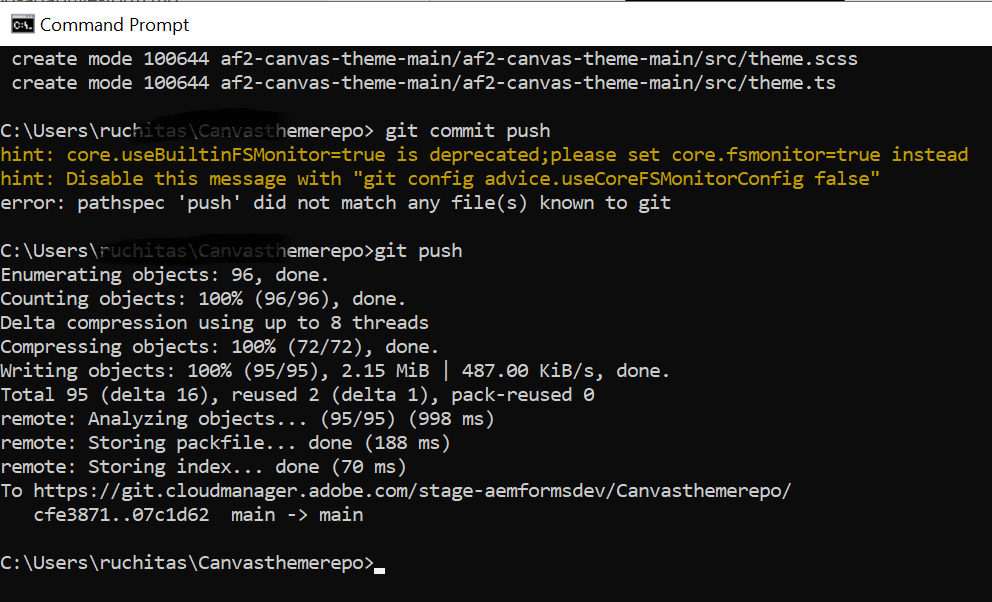 Command Prompt
create mode 100644 af2-canvas-theme-main/af2-canvas-theme-main/src/theme.scss
create mode 100644 af2-canvas-theme-main/af2-canvas-theme-main/src/theme.ts
C:\Users\ruchitas\Canvasthemerepo> git commit push
hint: core.useBuiltinFSMonitor=true is deprecated;please set core.fsmonitor=true instead
hint: Disable this message with "git config advice.useCoreFSMonitorConfig false"
error: pathspec 'push' did not match any file(s) known to git
C:\Users\ruchitas\Canvasthemerepo>git push
Enumerating objects: 96, done.
Counting objects: 100% (96/96), done.
Delta compression using up to 8 threads
Compressing objects: 100% (72/72), done.
Writing objects: 100% (95/95), 2.15 MiB | 487.00 KiB/s, done.
Total 95 (delta 16), reused 2 (delta 1), pack-reused 0
remote: Analyzing objects... (95/95) (998 ms)
remote: Storing packfile... done (188 ms)
remote: Storing index... done (70 ms)
To https://git.cloudmanager.adobe.com/stage-aemformsdev/Canvasthemerepo/
cfe3871..07c1d62 main -> main
C:\Users\ruchitas\Canvasthemerepo>